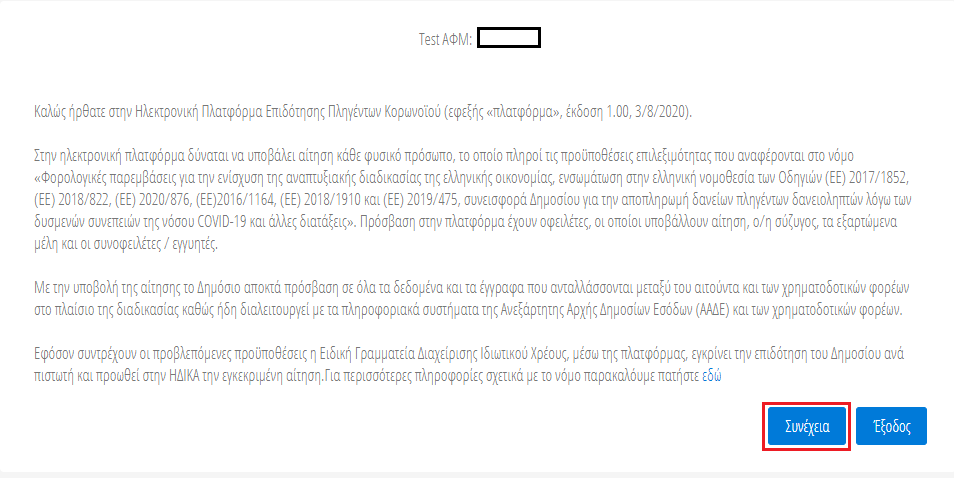 Test ΑΦΜ:
Καλώς ήρθατε στην Ηλεκτρονική Πλατφόρμα Επιδότησης Πληγέντων Κορωνοϊού (εφεξής «πλατφόρμα», έκδοση 1.00, 3/8/2020).
Στην ηλεκτρονική πλατφόρμα δύναται να υποβάλει αίτηση κάθε φυσικό πρόσωπο, το οποίο πληροί τις προϋποθέσεις επιλεξιμότητας που αναφέρονται στο νόμο
«Φορολογικές παρεμβάσεις για την ενίσχυση της αναπτυξιακής διαδικασίας της ελληνικής οικονομίας, ενσωμάτωση στην ελληνική νομοθεσία των Οδηγιών (ΕΕ) 2017/1852,
(ΕΕ) 2018/822, (ΕΕ) 2020/876, (ΕΕ)2016/1164, (ΕΕ) 2018/1910 και (ΕΕ) 2019/475, συνεισφορά Δημοσίου για την αποπληρωμή δανείων πληγέντων δανειοληπτών λόγω των
δυσμενών συνεπειών της νόσου COVID-19 και άλλες διατάξεις». Πρόσβαση στην πλατφόρμα έχουν οφειλέτες, οι οποίοι υποβάλλουν αίτηση, ο/η σύζυγος, τα εξαρτώμενα
μέλη και οι συνοφειλέτες / εγγυητές.
Με την υποβολή της αίτησης το Δημόσιο αποκτά πρόσβαση σε όλα τα δεδομένα και τα έγγραφα που ανταλλάσσονται μεταξύ του αιτούντα και των χρηματοδοτικών φορέων
στο πλαίσιο της διαδικασίας καθώς ήδη διαλειτουργεί με τα πληροφοριακά συστήματα της Ανεξάρτητης Αρχής Δημοσίων Εσόδων (ΑΑΔΕ) και των χρηματοδοτικών φορέων.
Εφόσον συντρέχουν οι προβλεπόμενες προϋποθέσεις η Ειδική Γραμματεία Διαχείρισης Ιδιωτικού Χρέους, μέσω της πλατφόρμας, εγκρίνει την επιδότηση του Δημοσίου ανά
πιστωτή και προωθεί στην ΗΔΙΚΑ την εγκεκριμένη αίτηση.Για περισσότερες πληροφορίες σχετικά με το νόμο παρακαλούμε πατήστε εδώ
Συνέχεια Έξοδος